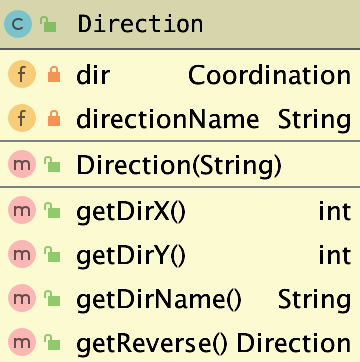 C Direction
f dir Coordination
f directionName String
m Direction(String)
m getDirX() int
m getDirY() int
m getDirName() String
m getReverse() Direction